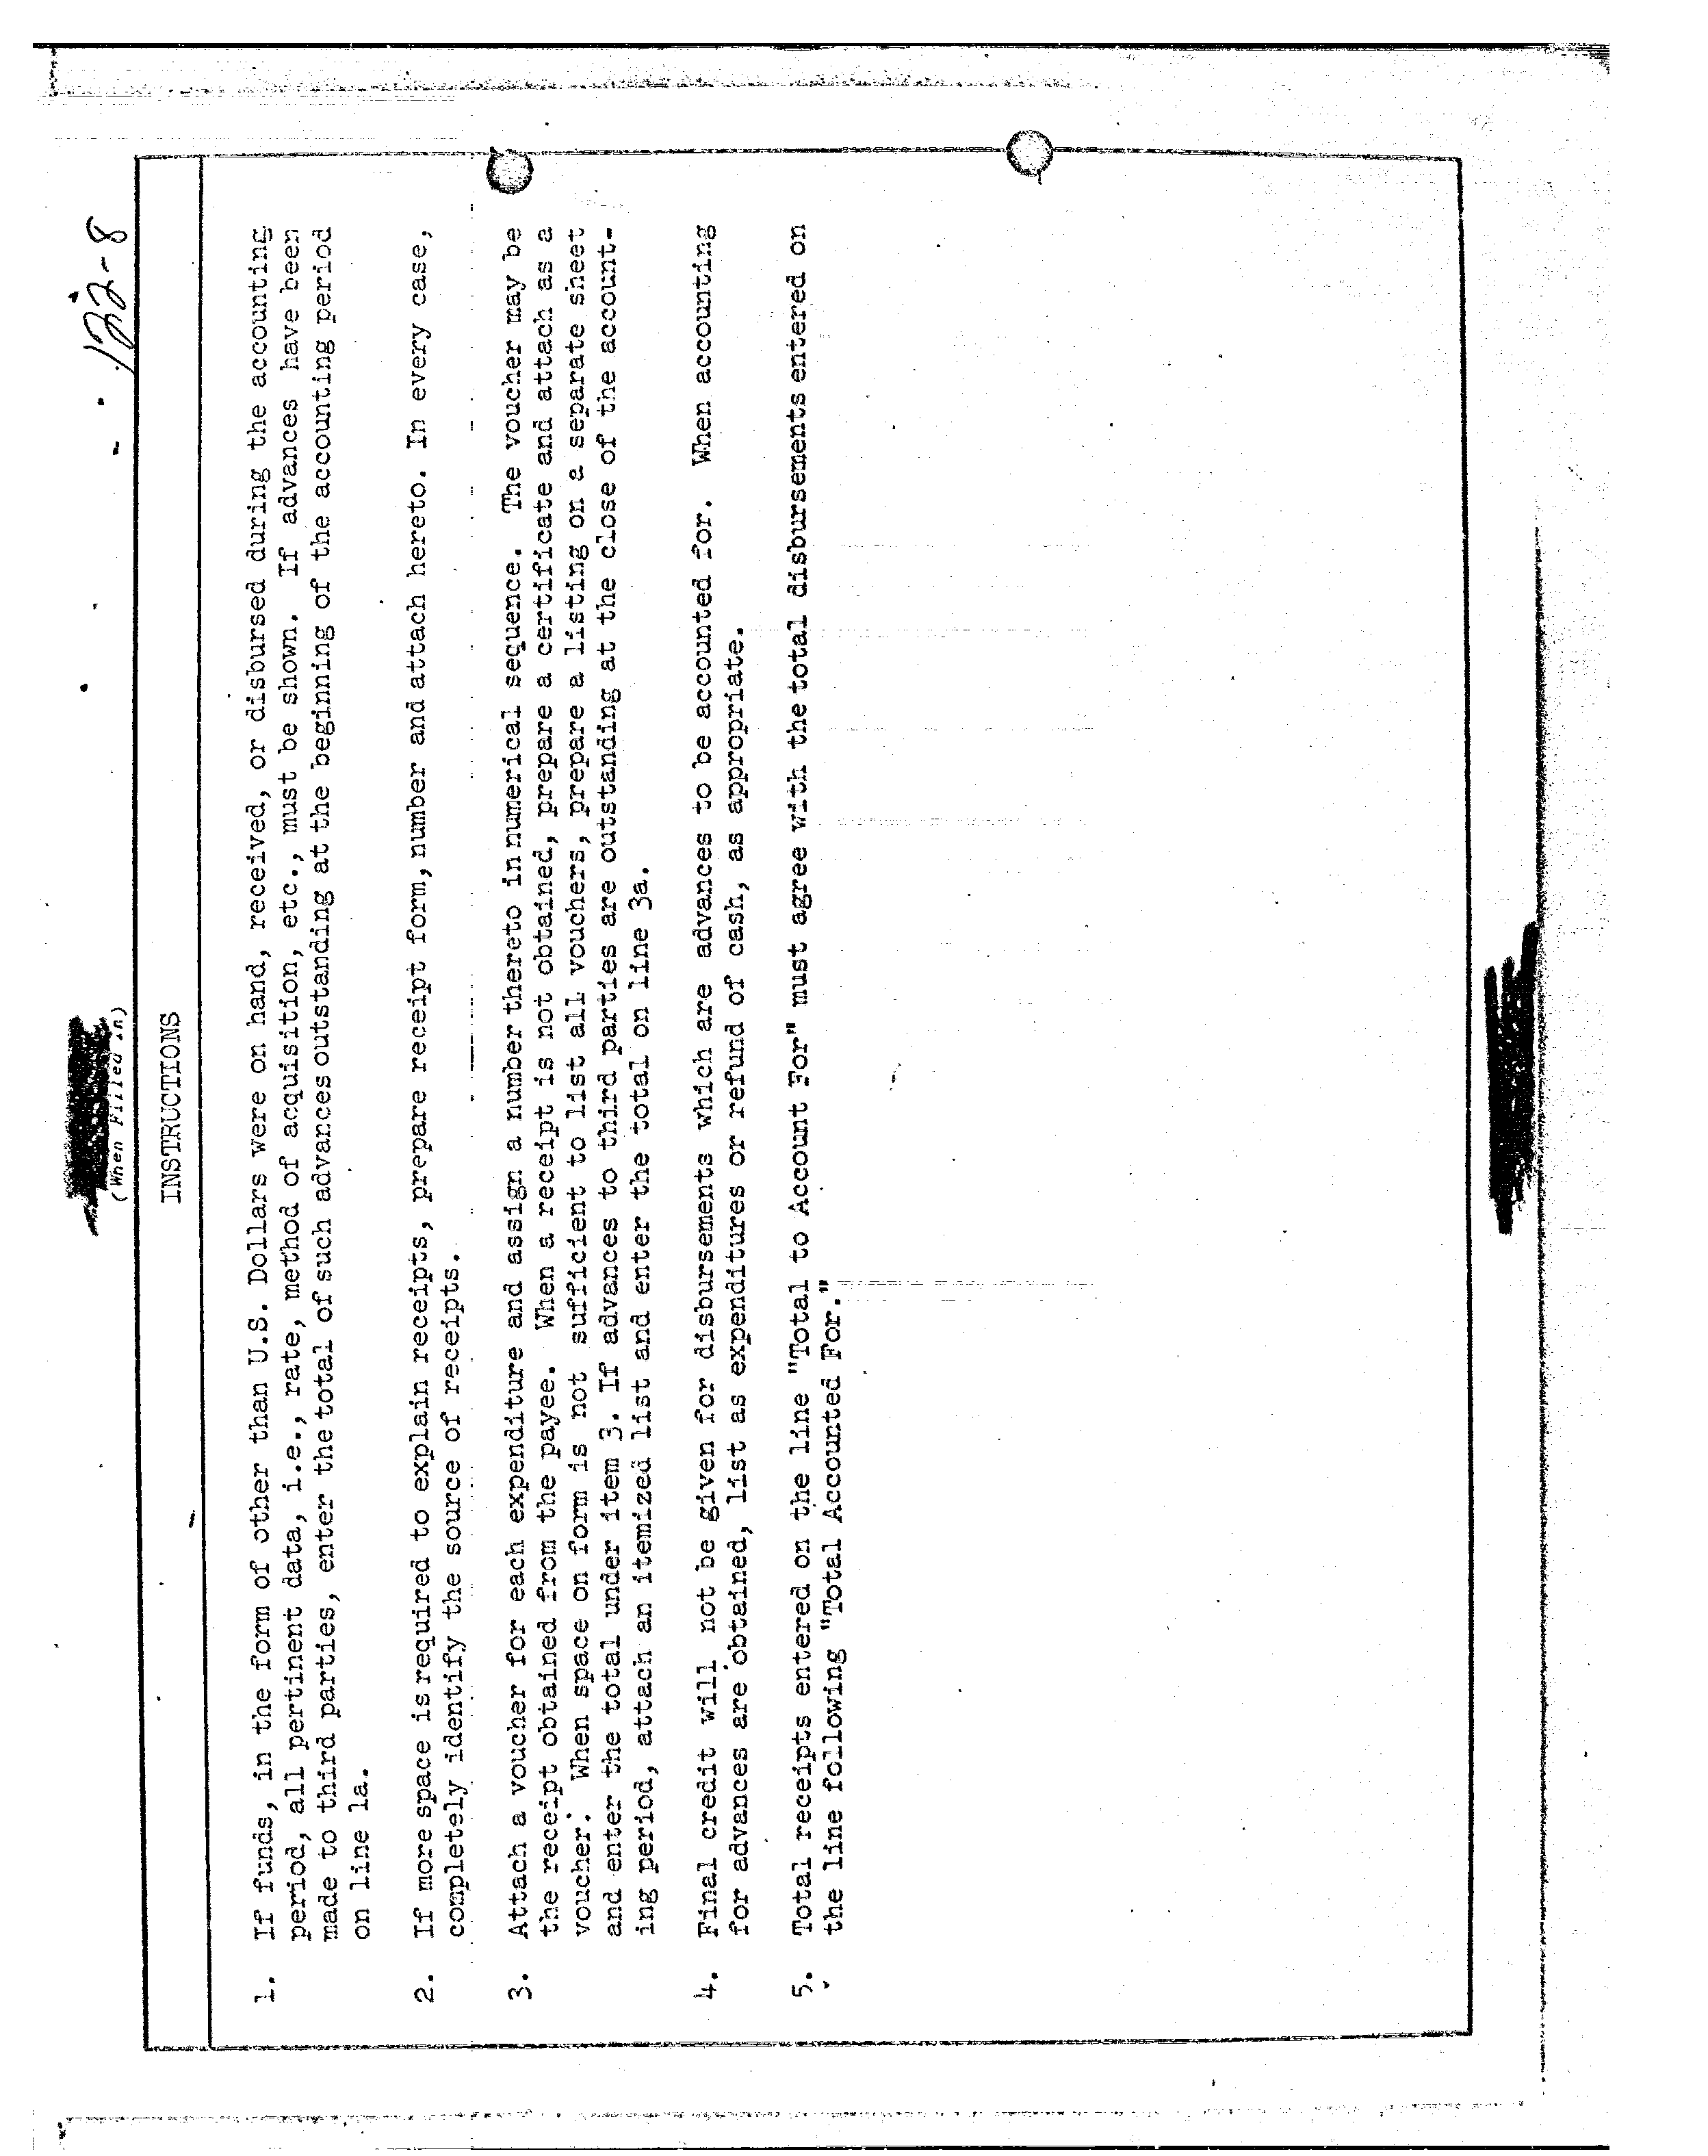 122-8
(When Filled in)
INSTRUCTIONS
1. If funds, in the form of other than U.S. Dollars were on hand, received, or disbursed during the accounting
period, all pertinent data, i.e., rate, method of acquisition, etc., must be shown. If advances have been
made to third parties, enter the total of such advances outstanding at the beginning of the accounting period
on line 1a.
2. If more space is required to explain receipts, prepare receipt form, number and attach hereto. In every case,
completely identify the source of receipts.
3. Attach a voucher for each expenditure and assign a number thereto in numerical sequence. The voucher may be
the receipt obtained from the payee. When a receipt is not obtained, prepare a certificate and attach as a
voucher. When space on form is not sufficient to list all vouchers, prepare a listing on a separate sheet
and enter the total under item 3. If advances to third parties are outstanding at the close of the account-
ing period, attach an itemized list and enter the total on line 3a.
4. Final credit will not be given for disbursements which are advances to be accounted for. When accounting
for advances are obtained, list as expenditures or refund of cash, as appropriate.
5. Total receipts entered on the line "Total to Account For" must agree with the total disbursements entered on
the line following "Total Accounted For."